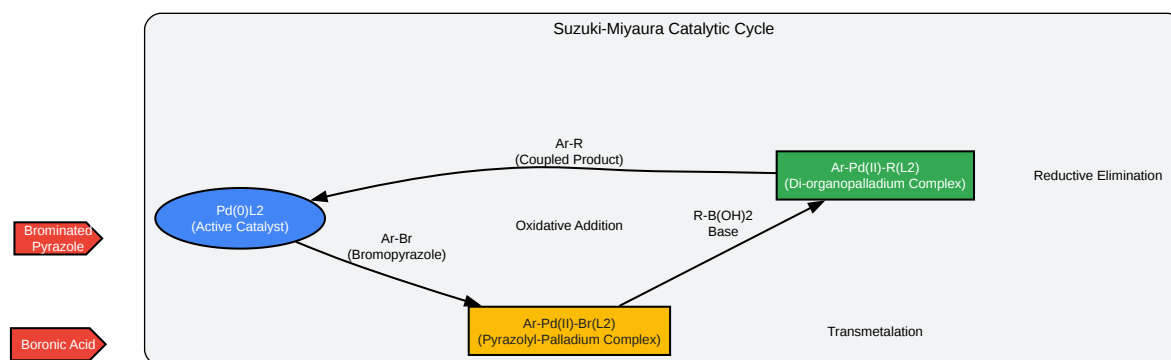 Suzuki-Miyaura Catalytic Cycle
Ar-R
(Coupled Product)
Ar-Pd(II)-R(L2)
(Di-organopalladium Complex)
Reductive Elimination
Pd(0)L2
(Active Catalyst)
Oxidative Addition
R-B(OH)2
Base
Brominated
Pyrazole
Ar-Br
(Bromopyrazole)
Ar-Pd(II)-Br(L2)
(Pyrazolyl-Palladium Complex)
Transmetalation
Boronic Acid